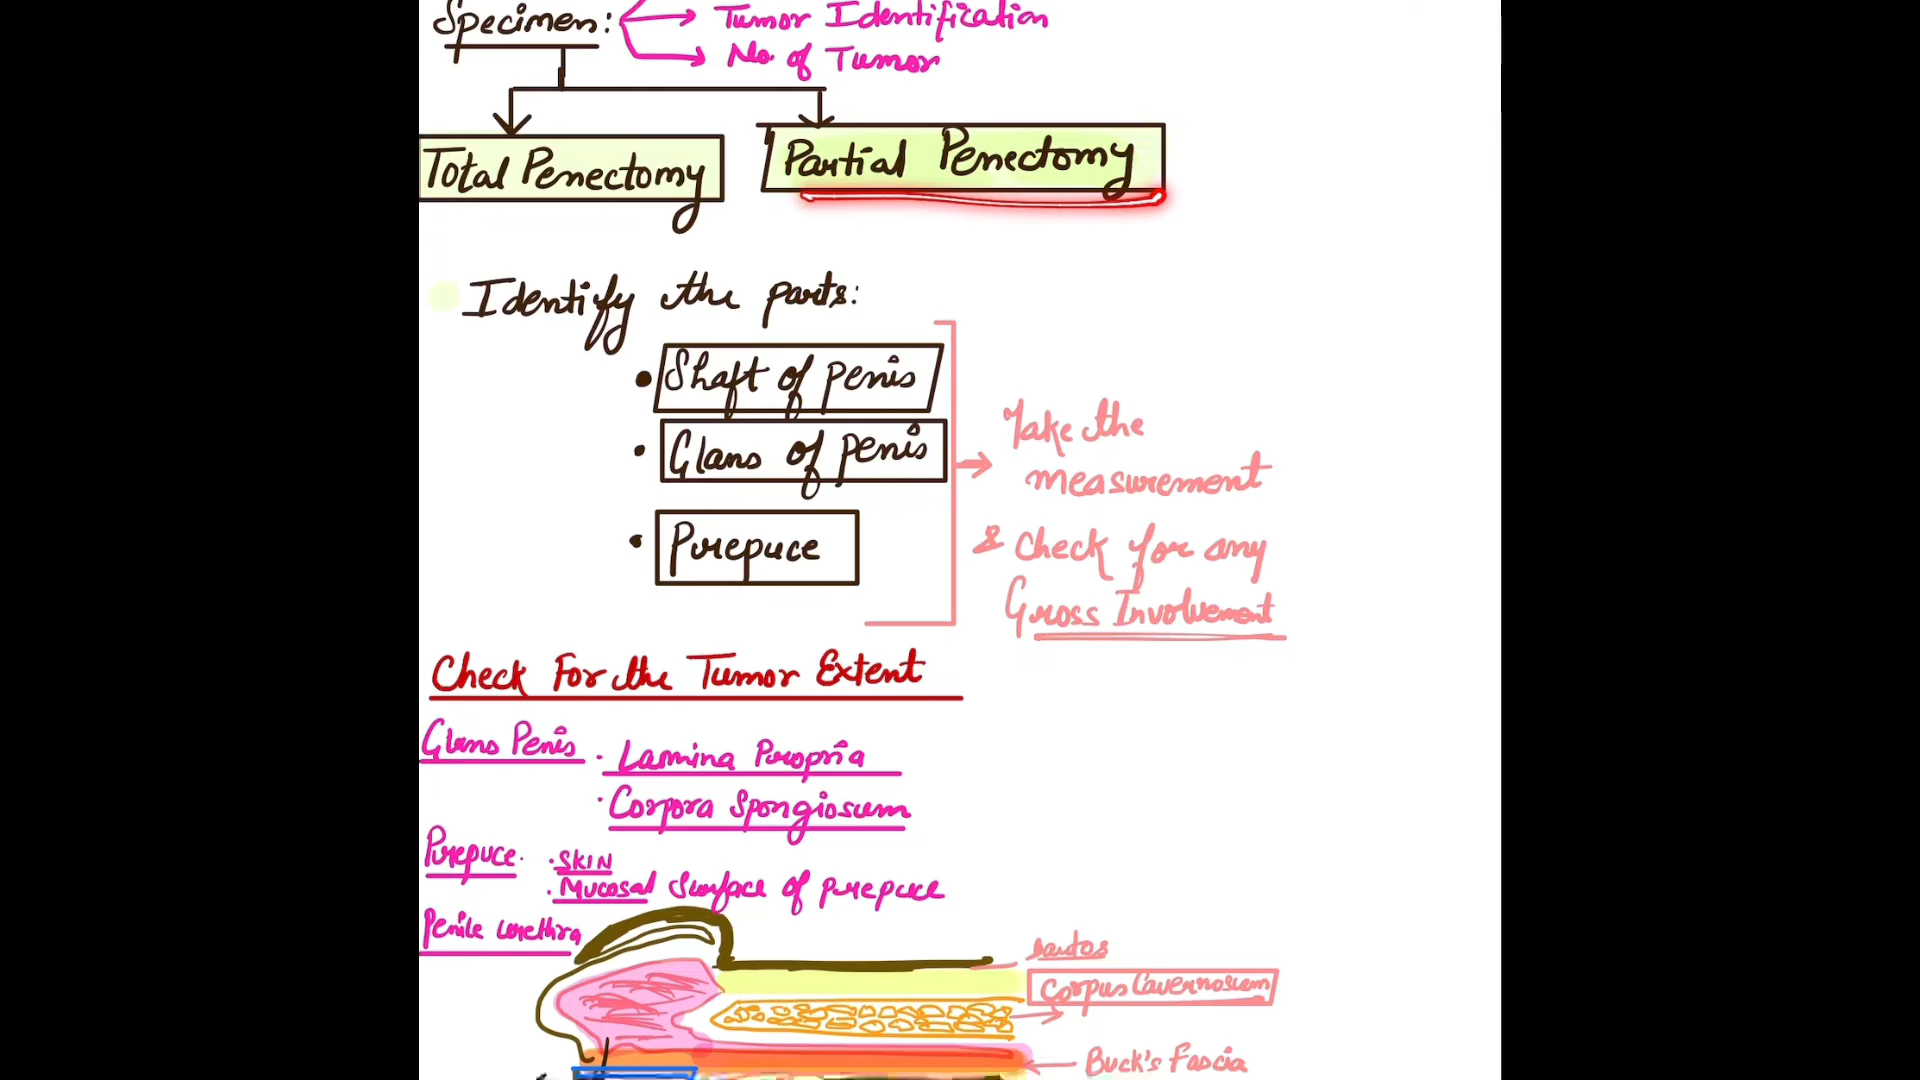 Specimen: → Tumor Identification
→ No of Tumor
Total Penectomy
Partial Penectomy
Identify the parts:
• Shaft of penis
• Glans of penis
• Prepuce
Take the
measurement
& check for any
Gross Involvement
Check For the Tumor Extent
Glans Penis · Lamina Propria
· Corpora Spongiosum
Prepuce · SKIN
· Mucosal Surface of prepuce
Penile urethra
Dartos
Corpus Cavernosum
Buck's Fascia